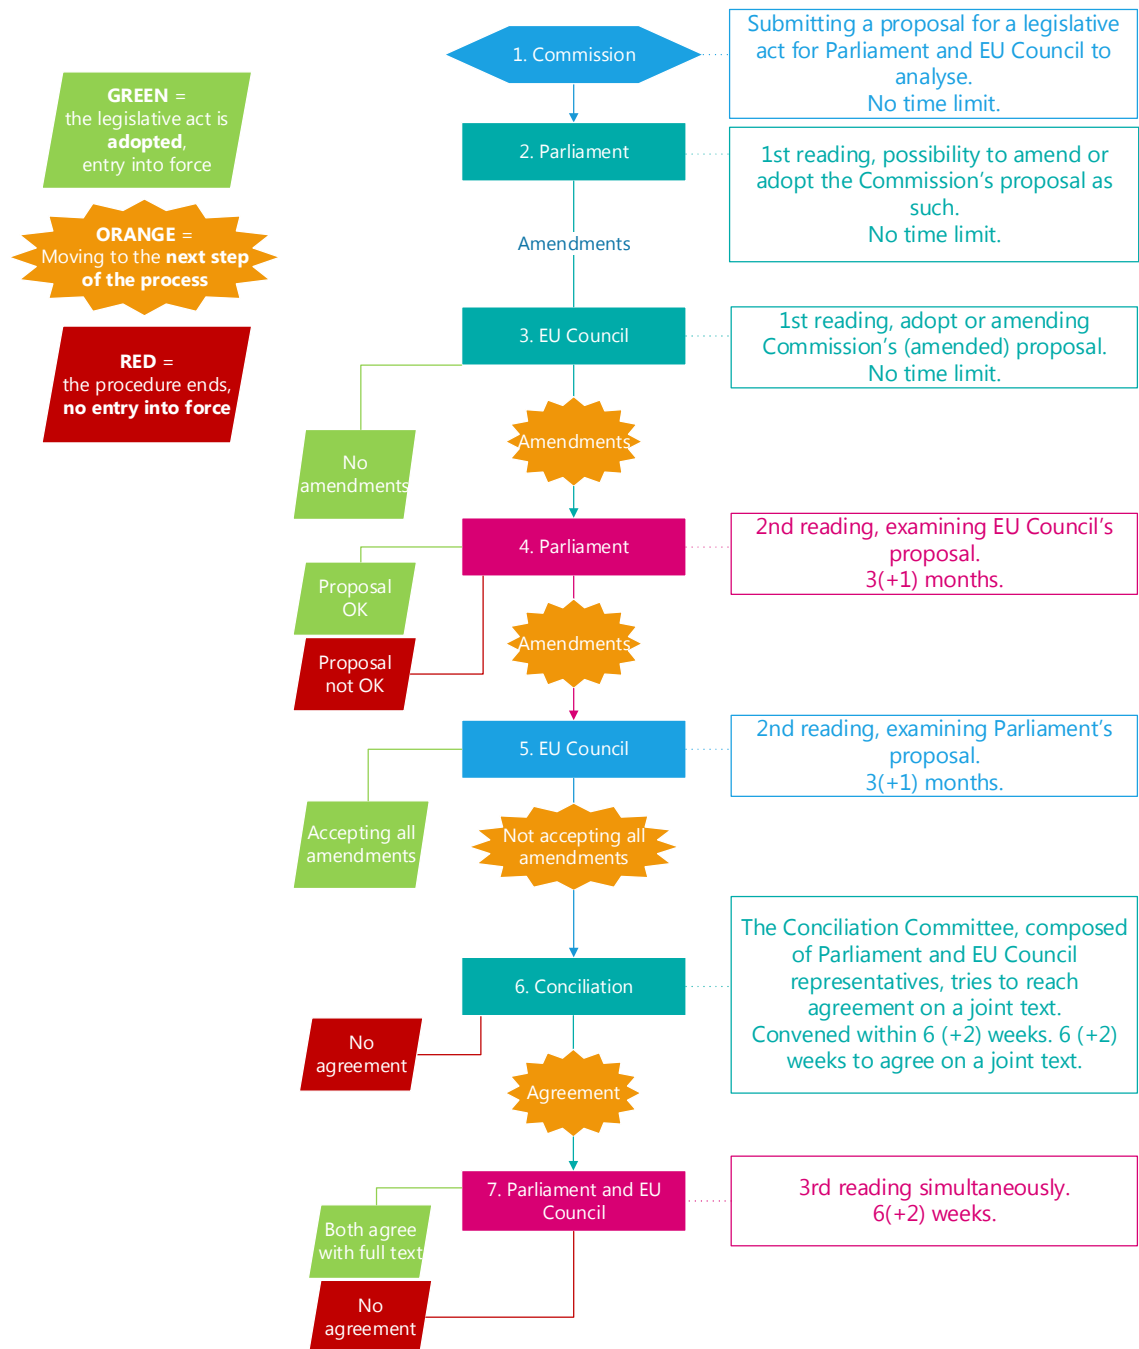 1. Commission
Submitting a proposal for a legislative
act for Parliament and EU Council to
analyse.
No time limit.
GREEN =
the legislative act is
adopted,
entry into force
ORANGE =
Moving to the next step
of the process
RED =
the procedure ends,
no entry into force
2. Parliament
1st reading, possibility to amend or
adopt the Commission's proposal as
such.
No time limit.
Amendments
3. EU Council
1st reading, adopt or amending
Commission's (amended) proposal.
No time limit.
No
amendments
Amendments
4. Parliament
2nd reading, examining EU Council's
proposal.
3(+1) months.
Proposal
OK
Proposal
not OK
Amendments
5. EU Council
2nd reading, examining Parliament's
proposal.
3(+1) months.
Accepting all
amendments
Not accepting all
amendments
6. Conciliation
The Conciliation Committee, composed
of Parliament and EU Council
representatives, tries to reach
agreement on a joint text.
Convened within 6 (+2) weeks. 6 (+2)
weeks to agree on a joint text.
No
agreement
Agreement
7. Parliament and EU
Council
3rd reading simultaneously.
6(+2) weeks.
Both agree
with full text
No
agreement